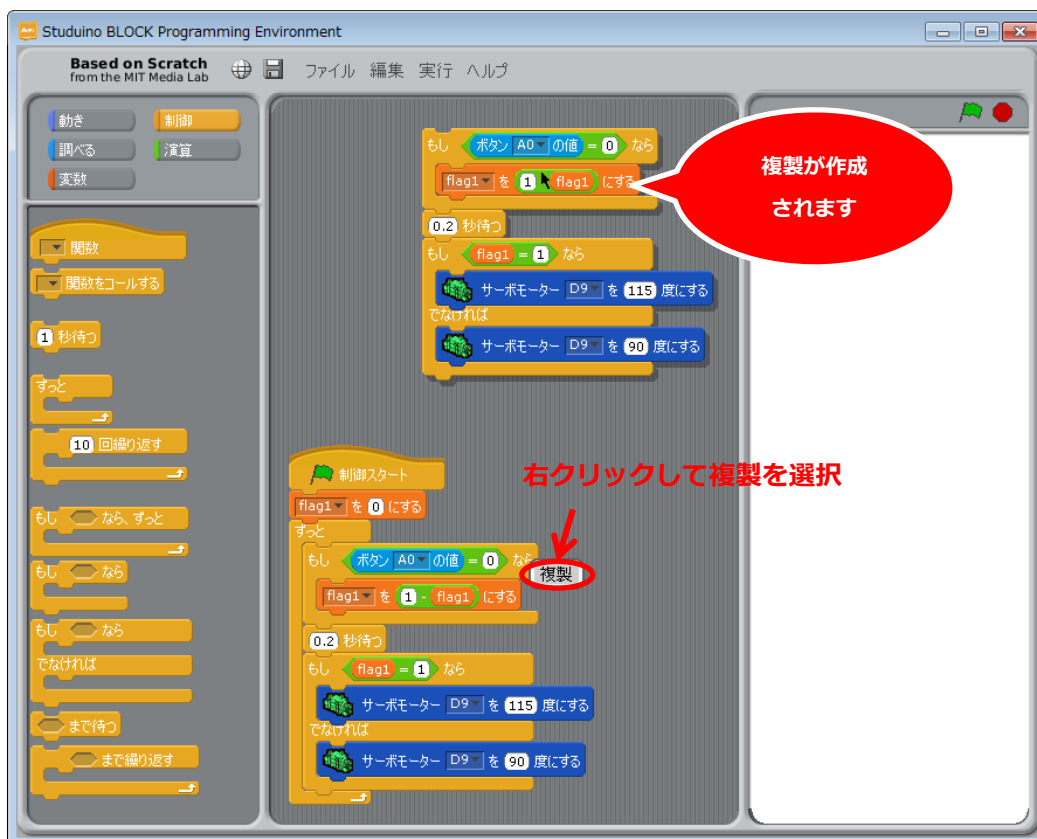 Studuino BLOCK Programming Environment
Based on Scratch
from the MIT Media Lab
ファイル 編集 実行 ヘルプ
動き 制御
調べる 演算
変数
関数
関数をコールする
1 秒待つ
ずっと
10 回繰り返す
もし なら、ずっと
もし なら
もし なら
でなければ
まで待つ
まで繰り返す
もし ボタン A0 の値 = 0 なら
flag1 を 1 flag1 にする
0.2 秒待つ
もし flag1 = 1 なら
サーボモーター D9 を 115 度にする
でなければ
サーボモーター D9 を 90 度にする
複製が作成
されます
右クリックして複製を選択
制御スタート
flag1 を 0 にする
ずっと
もし ボタン A0 の値 = 0 なら
複製
flag1 を 1 - flag1 にする
0.2 秒待つ
もし flag1 = 1 なら
サーボモーター D9 を 115 度にする
でなければ
サーボモーター D9 を 90 度にする